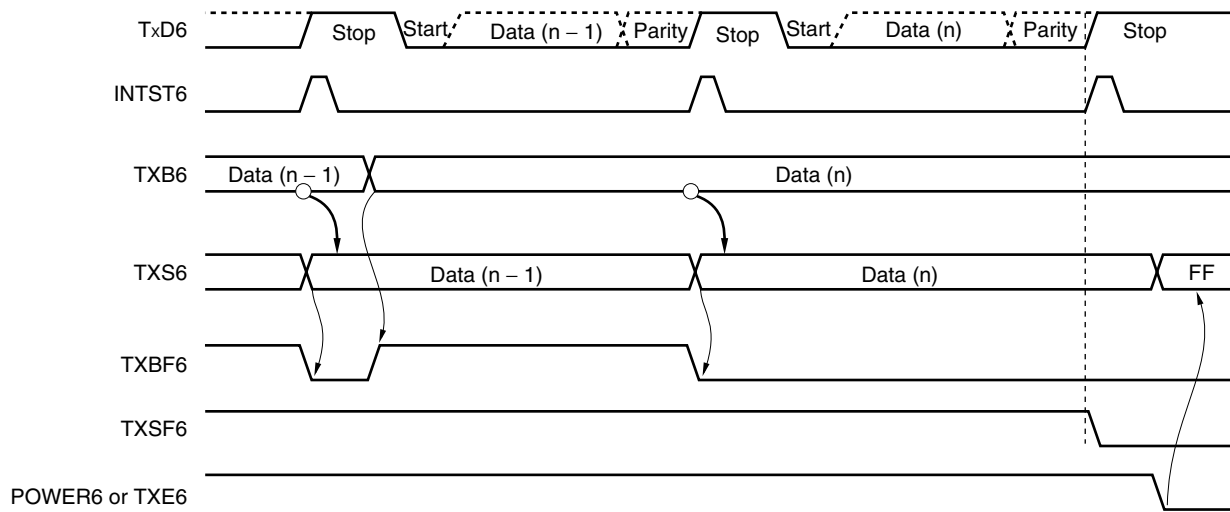 TxD6 Stop Start Data (n − 1) Parity Stop Start Data (n) Parity Stop
INTST6
TXB6 Data (n − 1) Data (n)
TXS6 Data (n − 1) Data (n) FF
TXBF6
TXSF6
POWER6 or TXE6